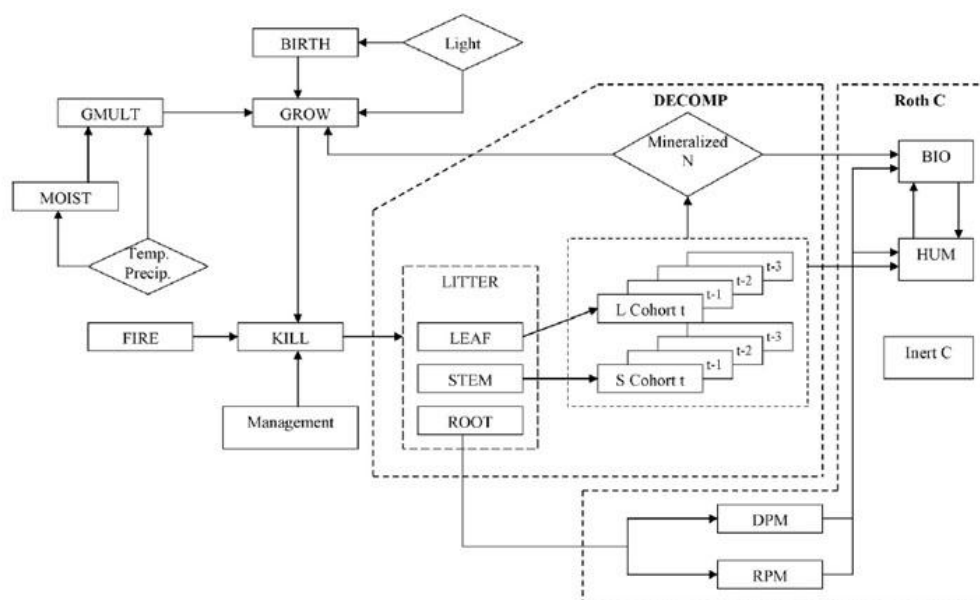 BIRTH
Light
GMULT
GROW
DECOMP
Roth C
Mineralized
N
BIO
MOIST
Temp.
Precip.
HUM
LITTER
t-3
t-2
t-1
L Cohort t
FIRE
KILL
LEAF
t-3
t-2
t-1
S Cohort t
Inert C
STEM
Management
ROOT
DPM
RPM